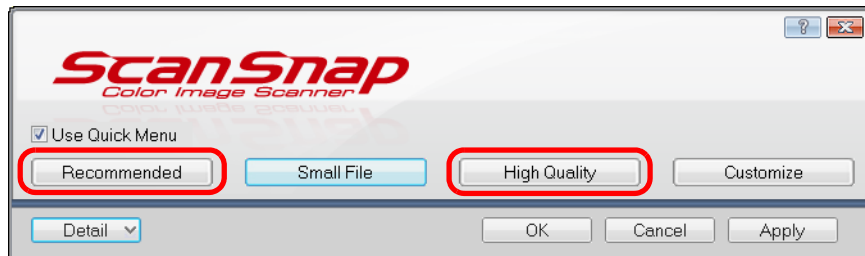 ScanSnap
Color Image Scanner
Use Quick Menu
Recommended Small File High Quality Customize
Detail OK Cancel Apply